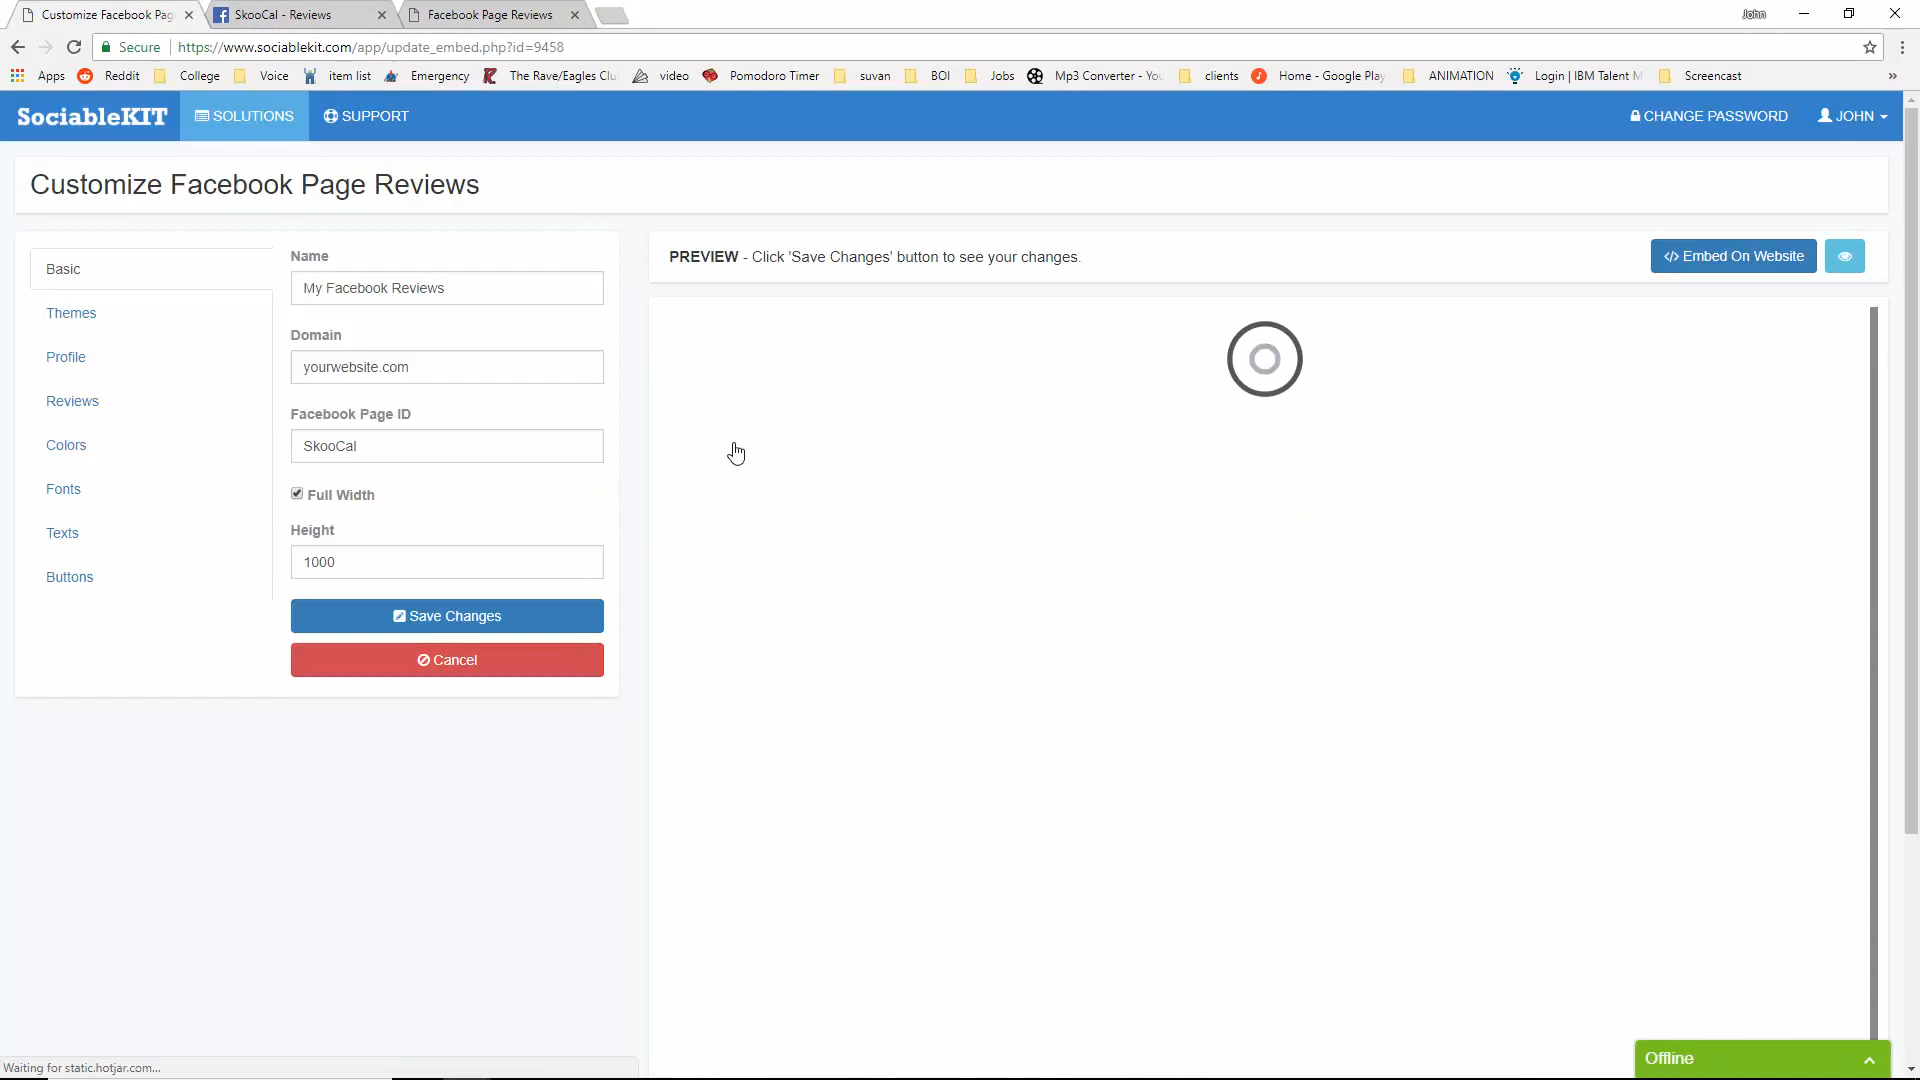 Customize Facebook Pag
SkooCal - Reviews
Facebook Page Reviews
John
Secure
https://www.sociablekit.com/app/update_embed.php?id=9458
Apps
Reddit
College
Voice
item list
Emergency
The Rave/Eagles Clu
video
Pomodoro Timer
suvan
BOI
Jobs
Mp3 Converter - You
clients
Home - Google Play
ANIMATION
Login | IBM Talent M
Screencast
»
SociableKIT
SOLUTIONS
SUPPORT
CHANGE PASSWORD
JOHN
Customize Facebook Page Reviews
Basic
Themes
Profile
Reviews
Colors
Fonts
Texts
Buttons
Name
My Facebook Reviews
Domain
yourwebsite.com
Facebook Page ID
SkooCal
Full Width
Height
1000
Save Changes
Cancel
PREVIEW - Click 'Save Changes' button to see your changes.
</> Embed On Website
Offline
Waiting for static.hotjar.com...